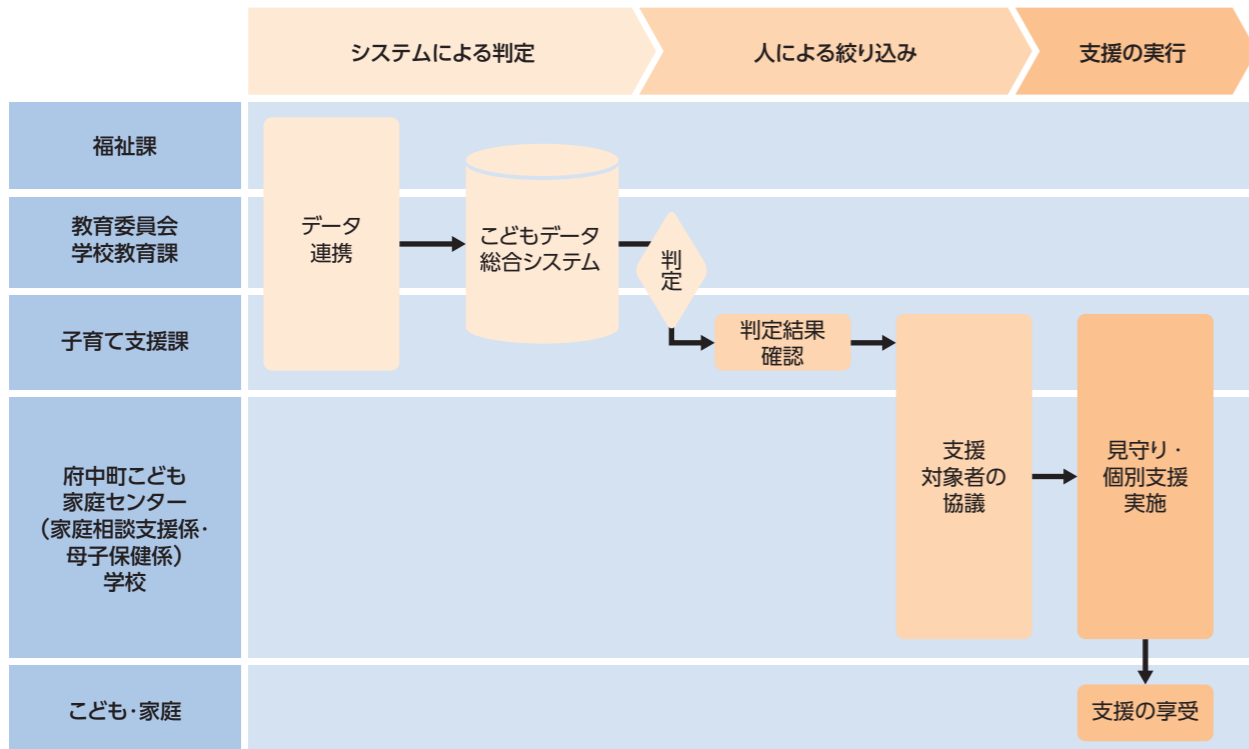 システムによる判定
人による絞り込み
支援の実行
福祉課
教育委員会
学校教育課
子育て支援課
府中町こども
家庭センター
（家庭相談支援係・
母子保健係）
学校
こども・家庭
データ
連携
こどもデータ
総合システム
判定
判定結果
確認
支援
対象者の
協議
見守り・
個別支援
実施
支援の享受